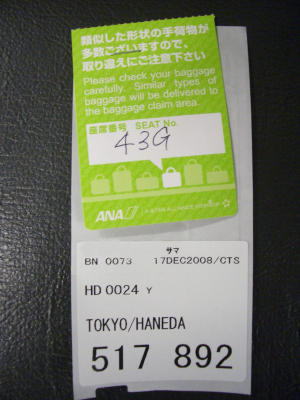 類似した形状の手荷物が
多数ございますので、
取り違えにご注意下さい
Please check your baggage
carefully. Similar types of
baggage will be delivered to
the baggage claim area.
座席番号 SEAT No.
43G
ANA A STAR ALLIANCE MEMBER
サマ
BN 0073 17DEC2008/CTS
HD 0024 Y
TOKYO/HANEDA
517 892